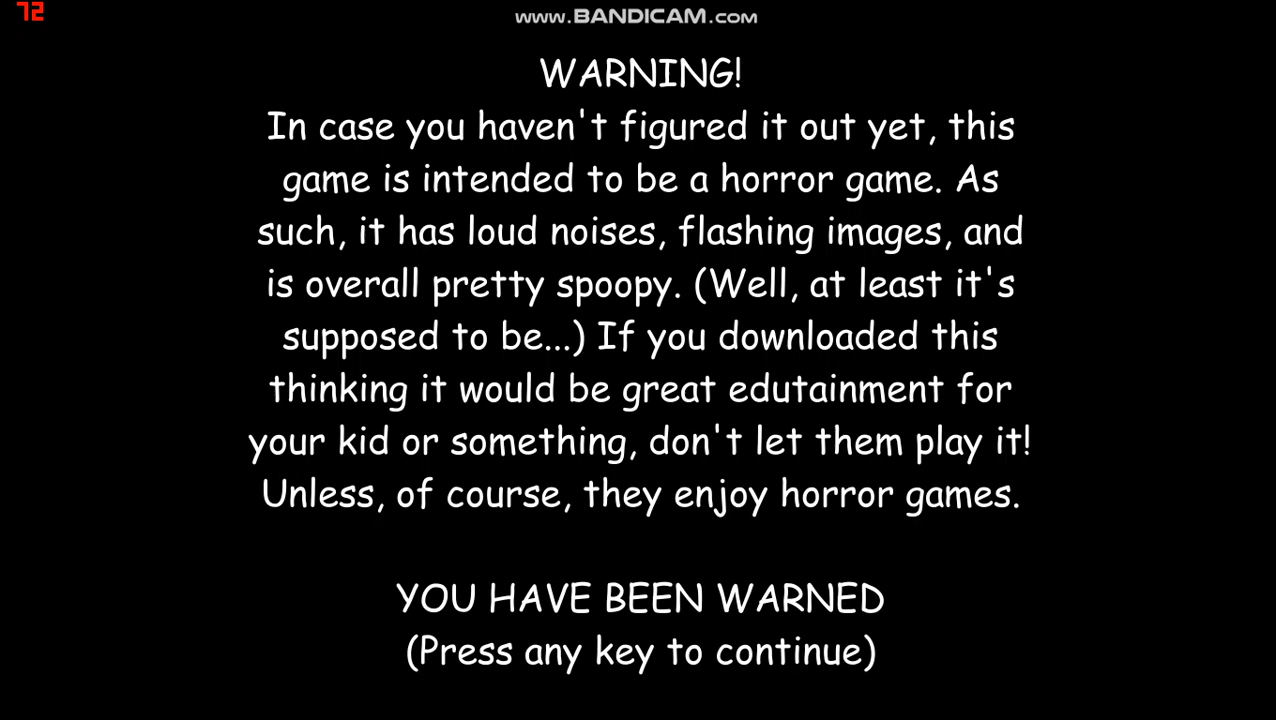 72
www.BANDICAM.com
WARNING!
In case you haven't figured it out yet, this
game is intended to be a horror game. As
such, it has loud noises, flashing images, and
is overall pretty spoopy. (Well, at least it's
supposed to be...) If you downloaded this
thinking it would be great edutainment for
your kid or something, don't let them play it!
Unless, of course, they enjoy horror games.
YOU HAVE BEEN WARNED
(Press any key to continue)